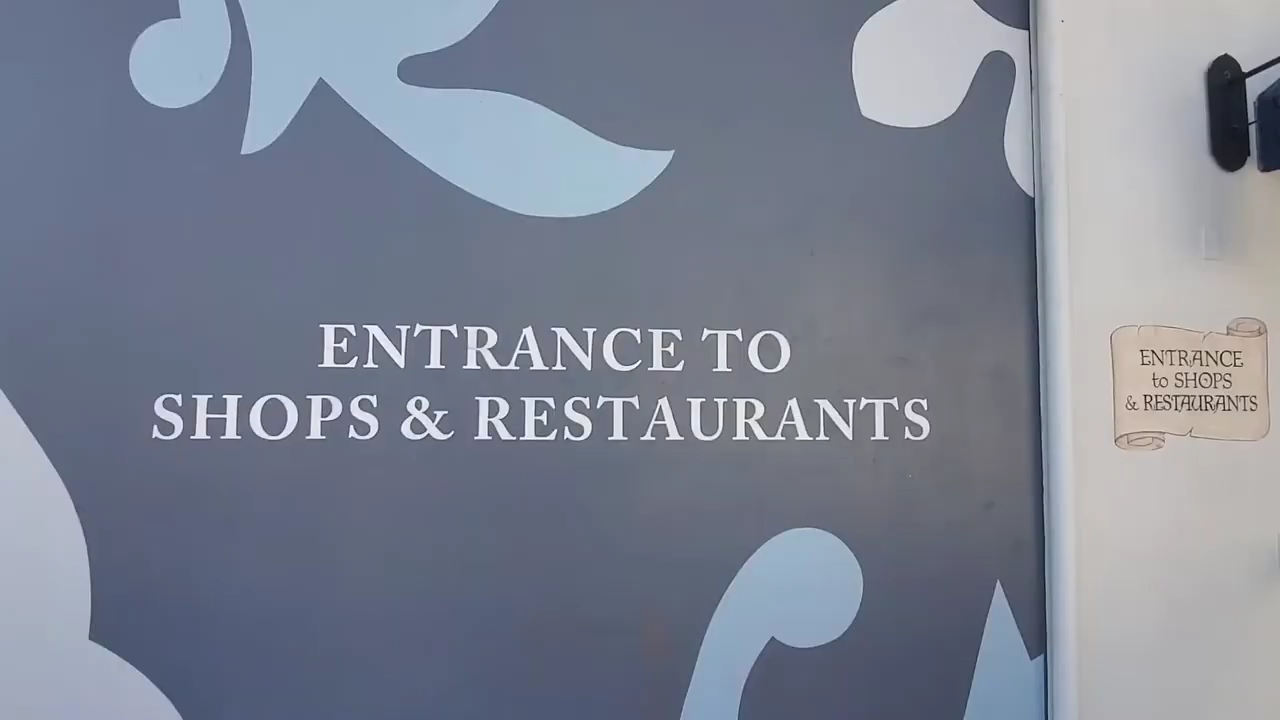 ENTRANCE TO
SHOPS & RESTAURANTS
ENTRANCE
to SHOPS
& RESTAURANTS